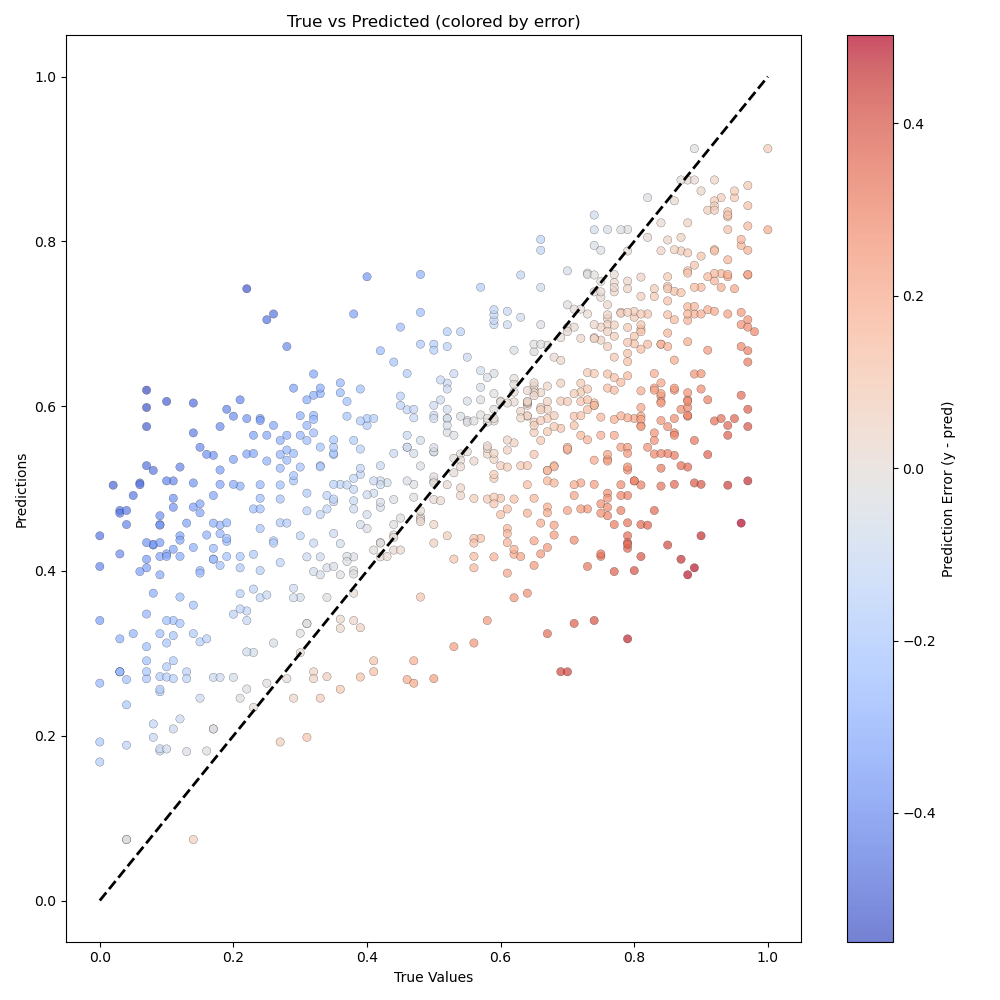 True vs Predicted (colored by error)
1.0
0.8
0.6
0.4
0.2
0.0
Predictions
0.0 0.2 0.4 0.6 0.8 1.0
True Values
0.4
0.2
0.0
−0.2
−0.4
Prediction Error (y - pred)